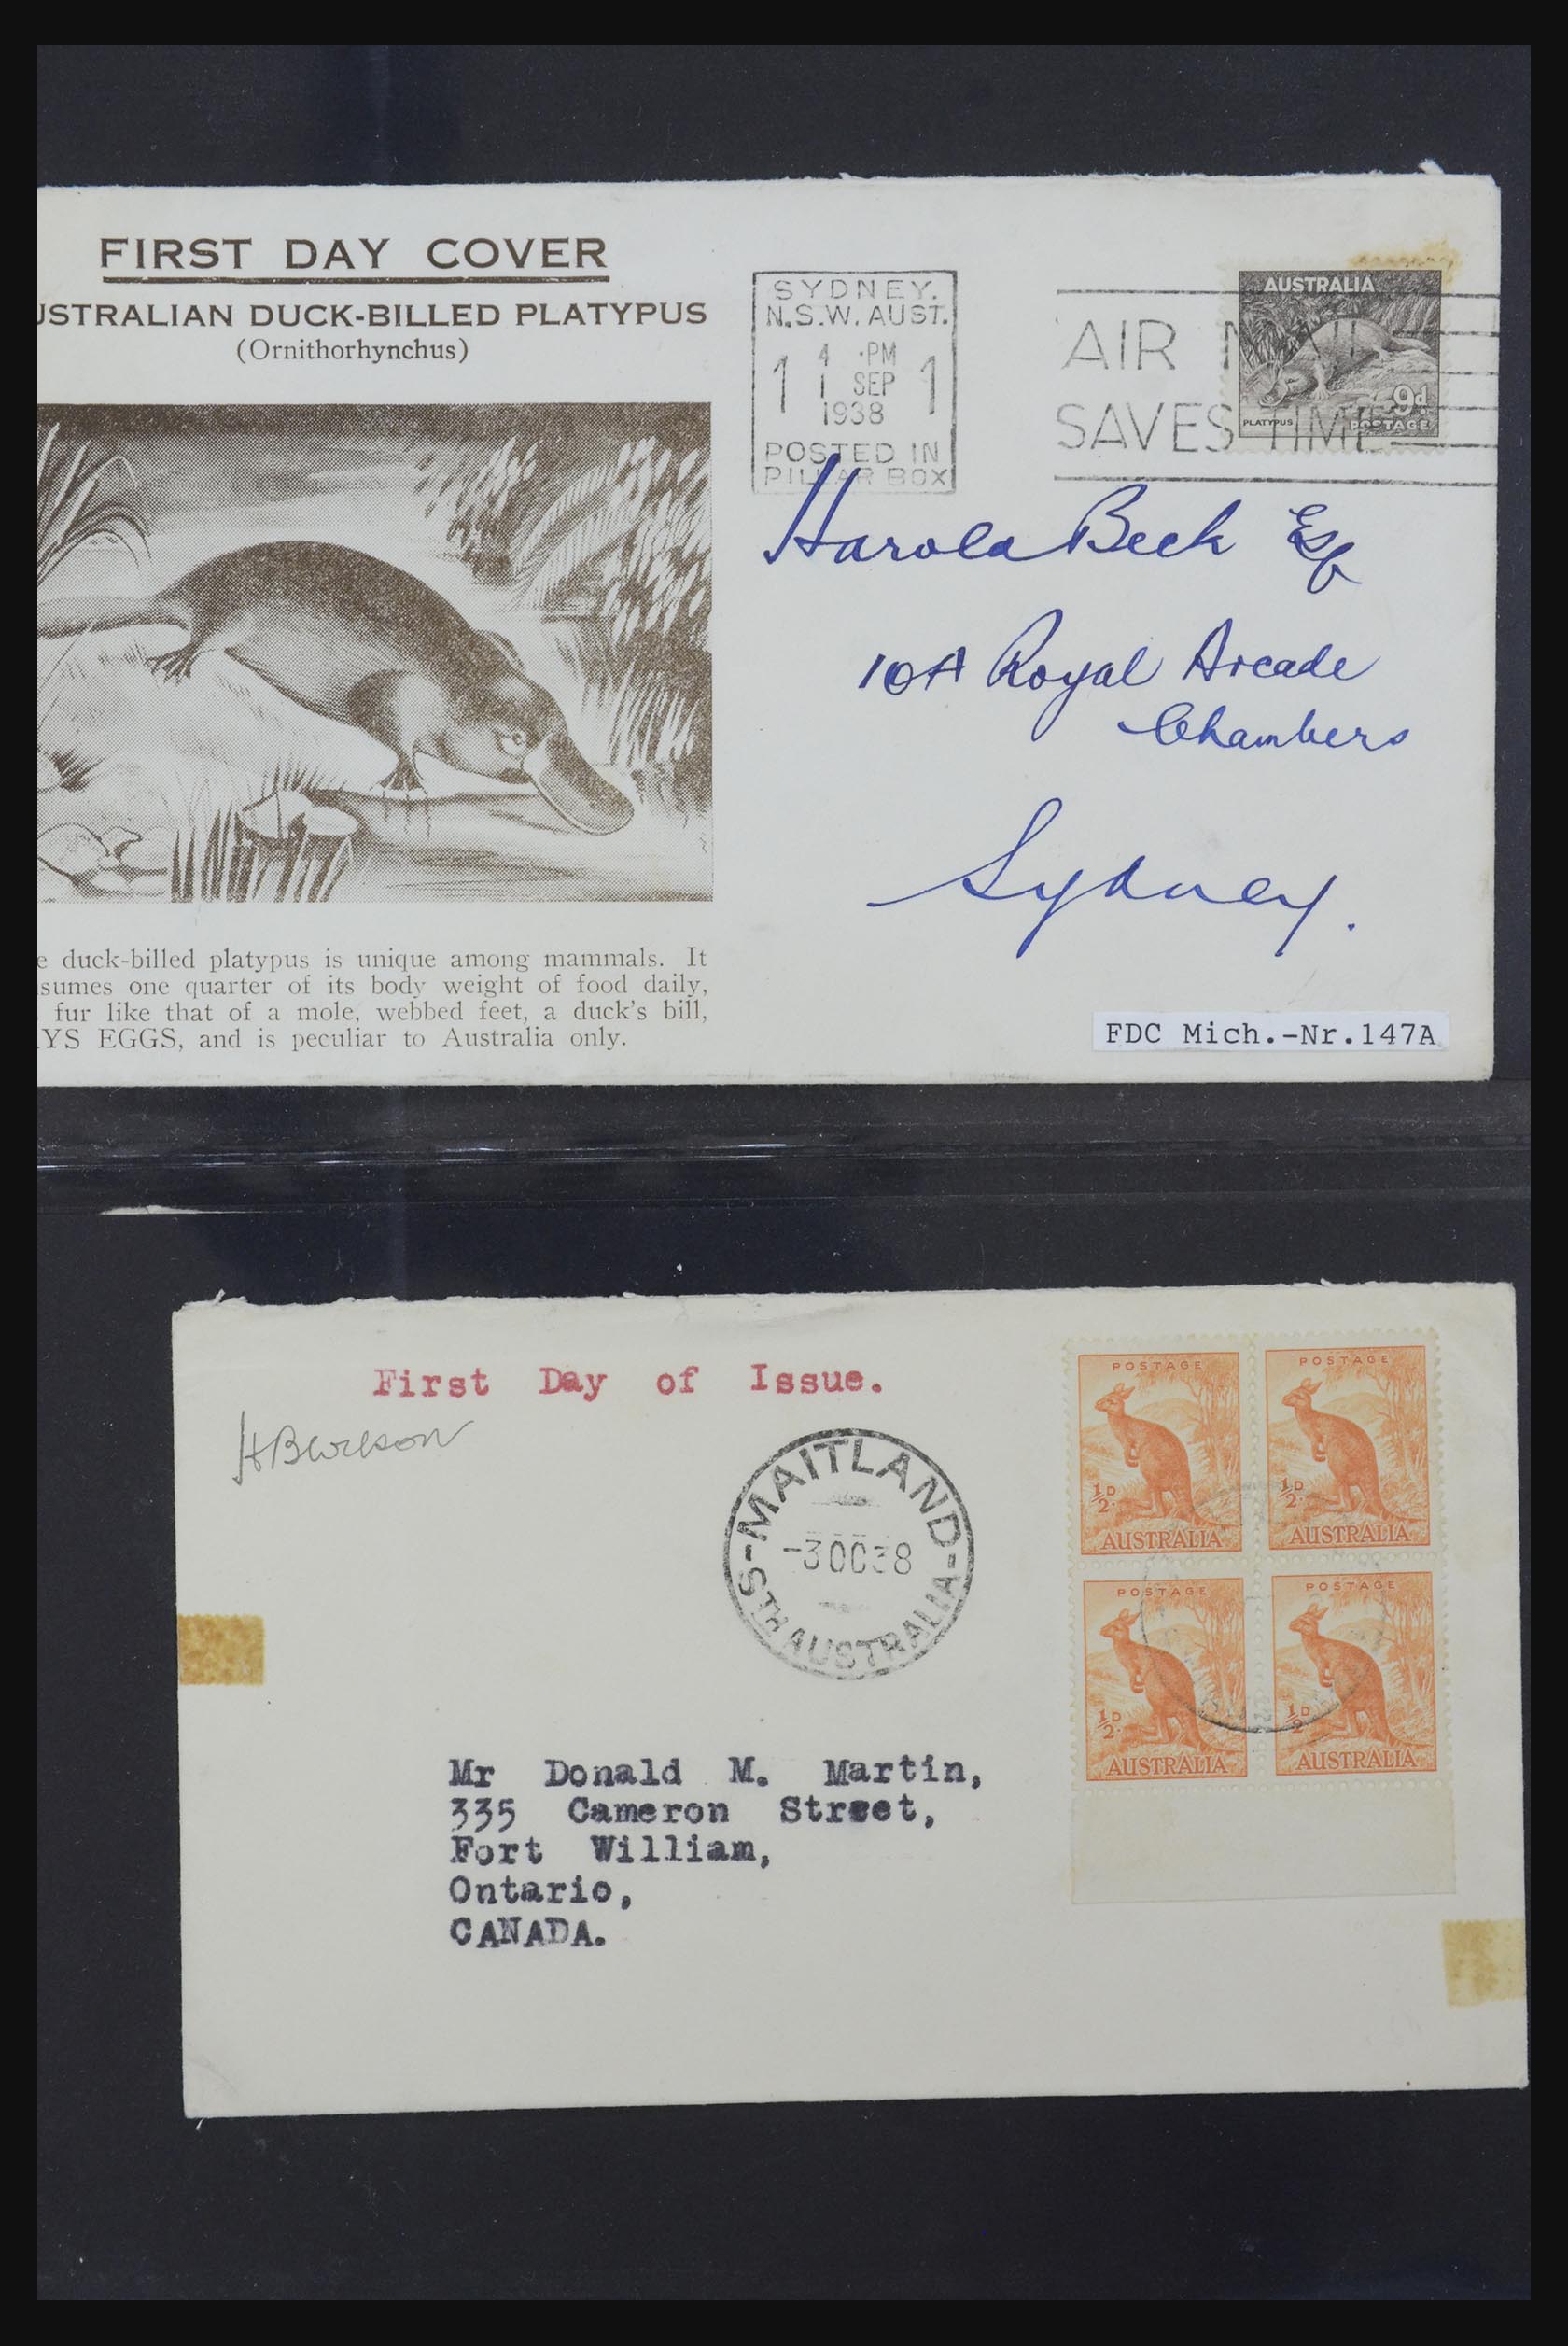 FIRST DAY COVER
USTRALIAN DUCK-BILLED PLATYPUS
(Ornithorhynchus)
e duck-billed platypus is unique among mammals. It
sumes one quarter of its body weight of food daily,
fur like that of a mole, webbed feet, a duck's bill,
YS EGGS, and is peculiar to Australia only.
SYDNEY.
N.S.W. AUST.
4 ·PM
1 1 SEP 1
1938
POSTED IN
PILLAR BOX
AIR MAIL
SAVES TIME
AUSTRALIA
9d
PLATYPUS POSTAGE
Harold Beck Esq
10A Royal Arcade
Chambers
Sydney.
FDC Mich.-Nr.147A
First Day of Issue.
MAITLAND
-3OC38
STH AUSTRALIA
POSTAGE
½D.
AUSTRALIA
POSTAGE
½D.
AUSTRALIA
POSTAGE
½D.
AUSTRALIA
POSTAGE
½D.
AUSTRALIA
Mr Donald M. Martin,
335 Cameron Street,
Fort William,
Ontario,
CANADA.